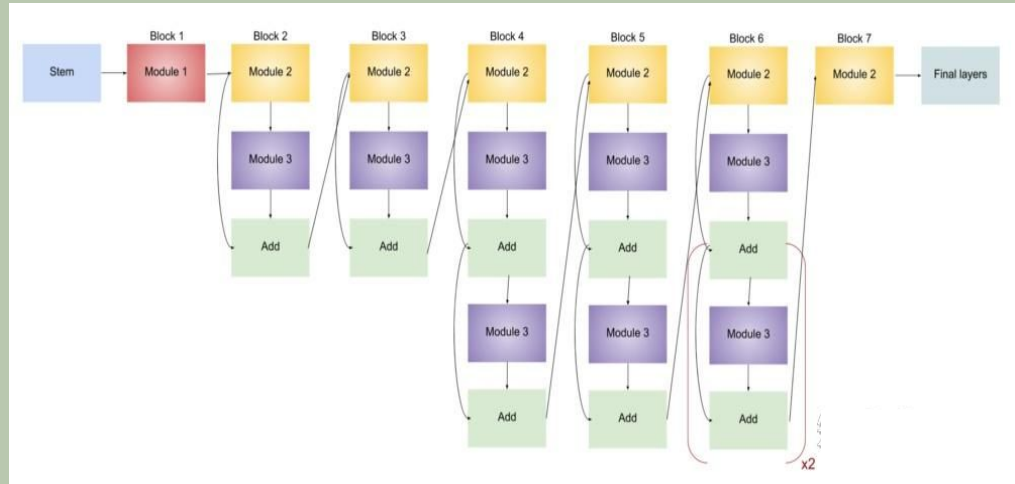 Block 1
Block 2
Block 3
Block 4
Block 5
Block 6
Block 7
Stem
Module 1
Module 2
Module 2
Module 2
Module 2
Module 2
Module 2
Final layers
Module 3
Module 3
Module 3
Module 3
Module 3
Add
Add
Add
Add
Add
Module 3
Module 3
Module 3
Add
Add
Add
x2